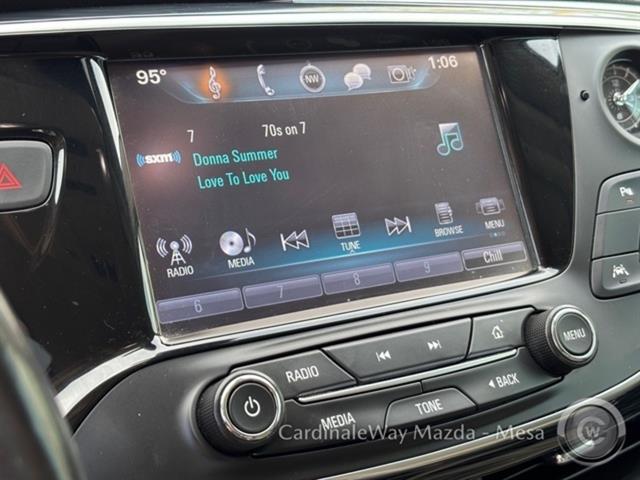 95° NW 1:06
7 70s on 7
sxm Donna Summer
Love To Love You
RADIO MEDIA TUNE BROWSE MENU
6 7 8 9 Chill
MENU
RADIO
BACK
MEDIA TONE
CardinaleWay Mazda - Mesa
CW